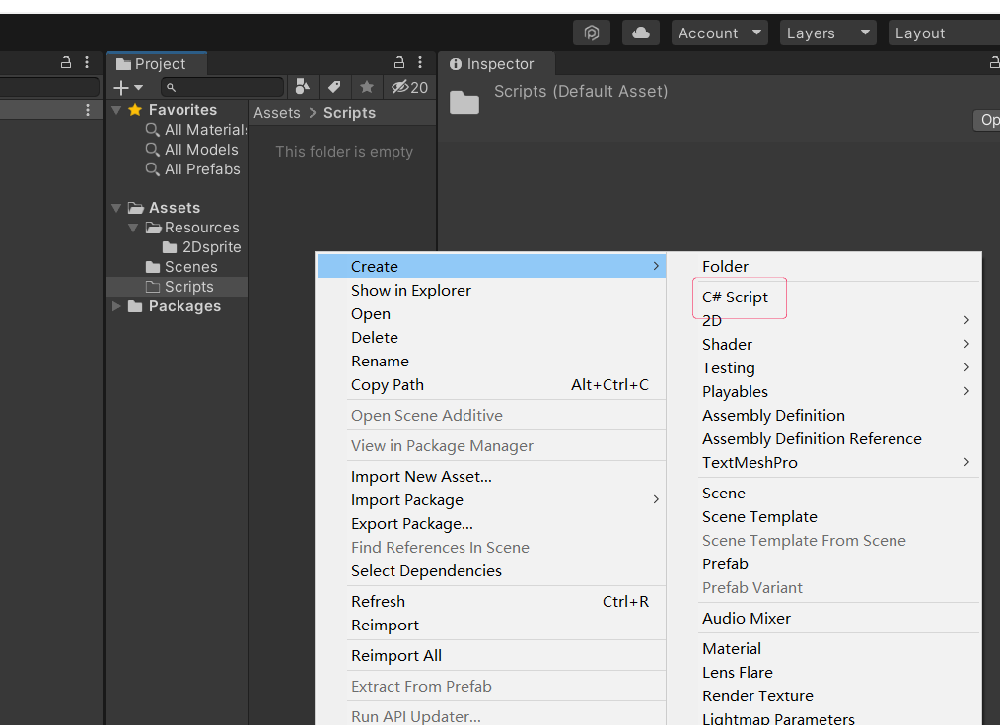 Account
Layers
Layout
Project
20
Favorites
All Materials
All Models
All Prefabs
Assets
Resources
2Dsprite
Scenes
Scripts
Packages
Assets > Scripts
This folder is empty
Inspector
Scripts (Default Asset)
Op
Create
Show in Explorer
Open
Delete
Rename
Copy Path Alt+Ctrl+C
Open Scene Additive
View in Package Manager
Import New Asset...
Import Package
Export Package...
Find References In Scene
Select Dependencies
Refresh Ctrl+R
Reimport
Reimport All
Extract From Prefab
Run API Updater...
Folder
C# Script
2D
Shader
Testing
Playables
Assembly Definition
Assembly Definition Reference
TextMeshPro
Scene
Scene Template
Scene Template From Scene
Prefab
Prefab Variant
Audio Mixer
Material
Lens Flare
Render Texture
Lightmap Parameters